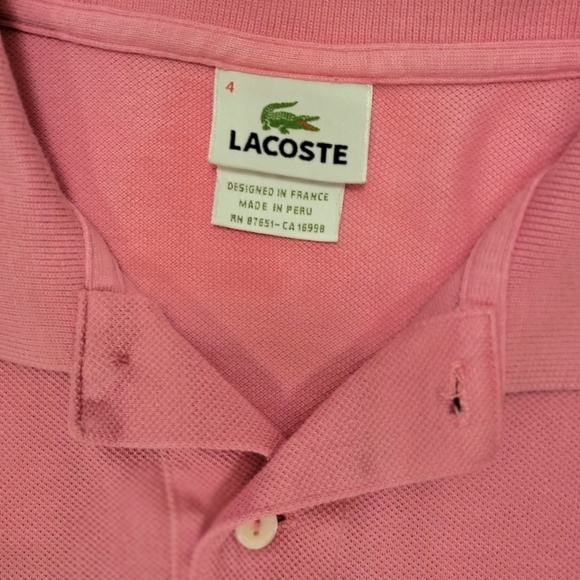 4
LACOSTE
DESIGNED IN FRANCE
MADE IN PERU
RN 87651-CA 16998